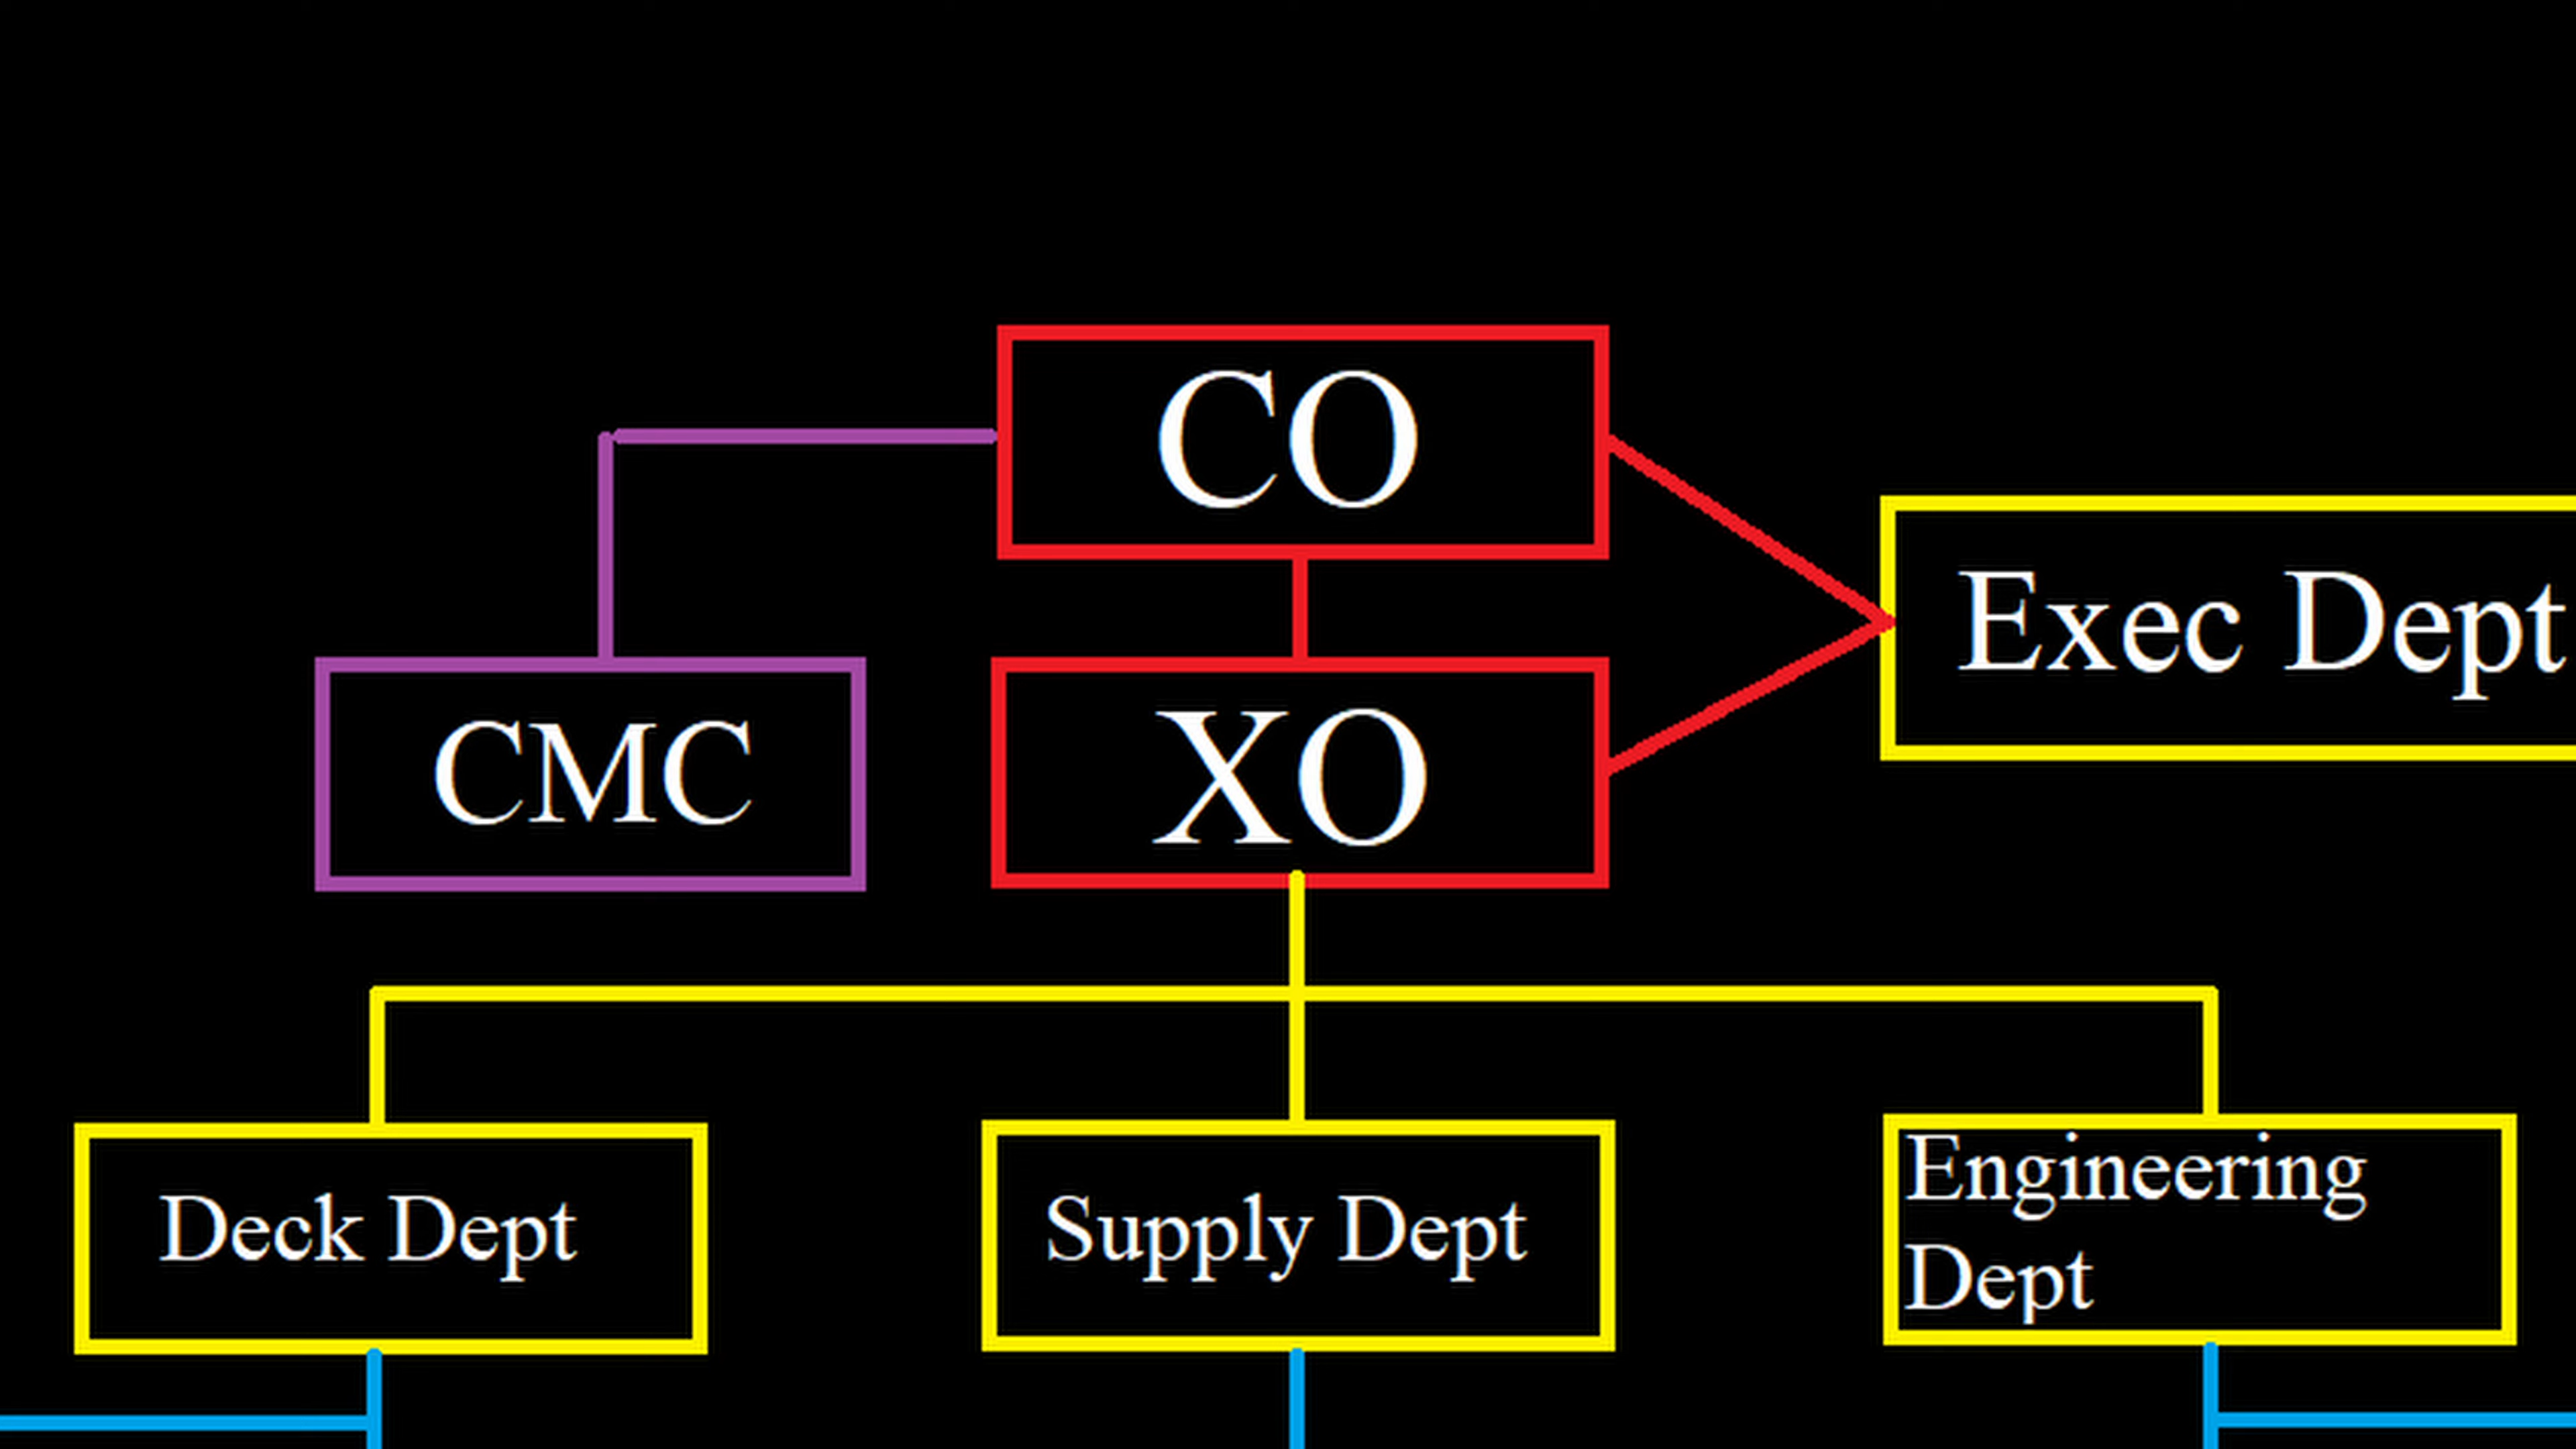 CO
Exec Dept
CMC
XO
Deck Dept
Supply Dept
Engineering
Dept